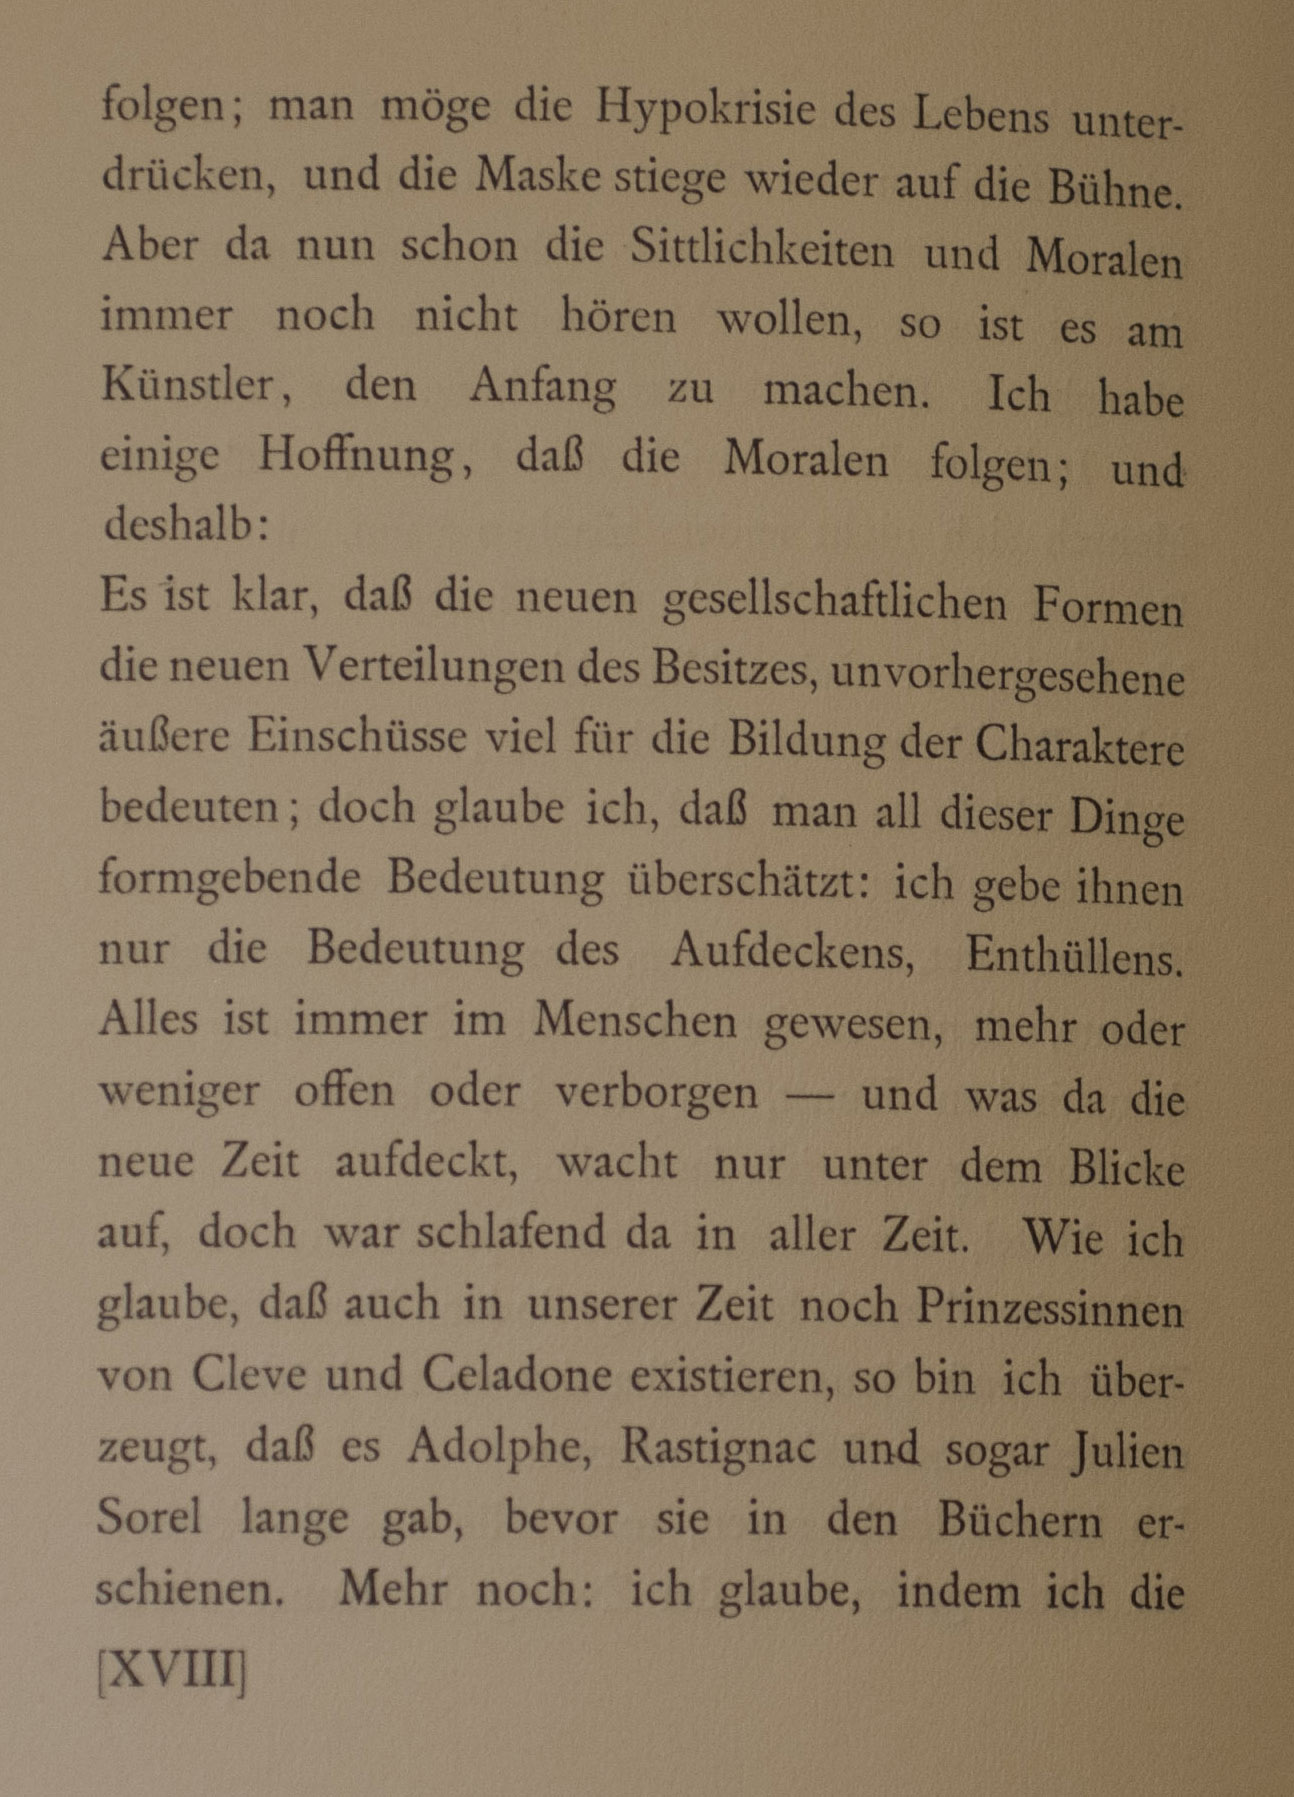 folgen; man möge die Hypokrisie des Lebens unter-
drücken, und die Maske stiege wieder auf die Bühne.
Aber da nun schon die Sittlichkeiten und Moralen
immer noch nicht hören wollen, so ist es am
Künstler, den Anfang zu machen. Ich habe
einige Hoffnung, daß die Moralen folgen; und
deshalb:
Es ist klar, daß die neuen gesellschaftlichen Formen
die neuen Verteilungen des Besitzes, unvorhergesehene
äußere Einschüsse viel für die Bildung der Charaktere
bedeuten; doch glaube ich, daß man all dieser Dinge
formgebende Bedeutung überschätzt: ich gebe ihnen
nur die Bedeutung des Aufdeckens, Enthüllens.
Alles ist immer im Menschen gewesen, mehr oder
weniger offen oder verborgen — und was da die
neue Zeit aufdeckt, wacht nur unter dem Blicke
auf, doch war schlafend da in aller Zeit. Wie ich
glaube, daß auch in unserer Zeit noch Prinzessinnen
von Cleve und Celadone existieren, so bin ich über-
zeugt, daß es Adolphe, Rastignac und sogar Julien
Sorel lange gab, bevor sie in den Büchern er-
schienen. Mehr noch: ich glaube, indem ich die
[XVIII]